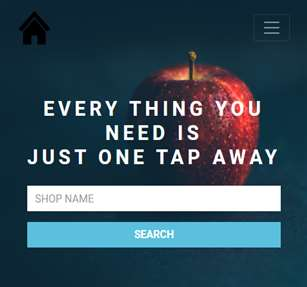 EVERY THING YOU
NEED IS
JUST ONE TAP AWAY
SHOP NAME
SEARCH